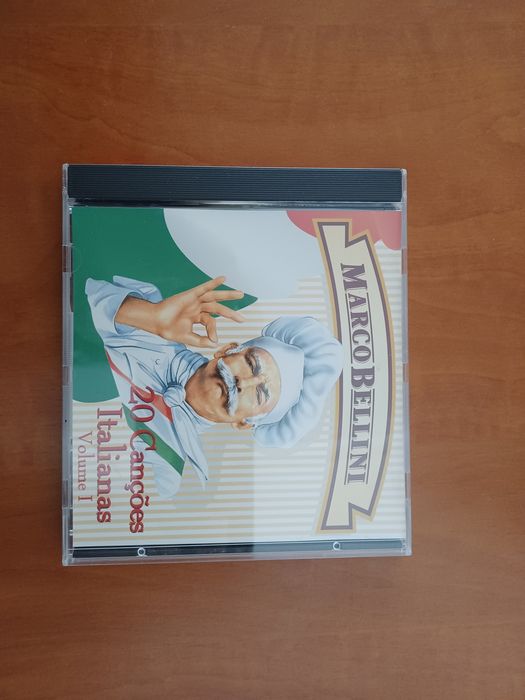 MARCO BELLINI
20 Canções
Italianas
Volume I